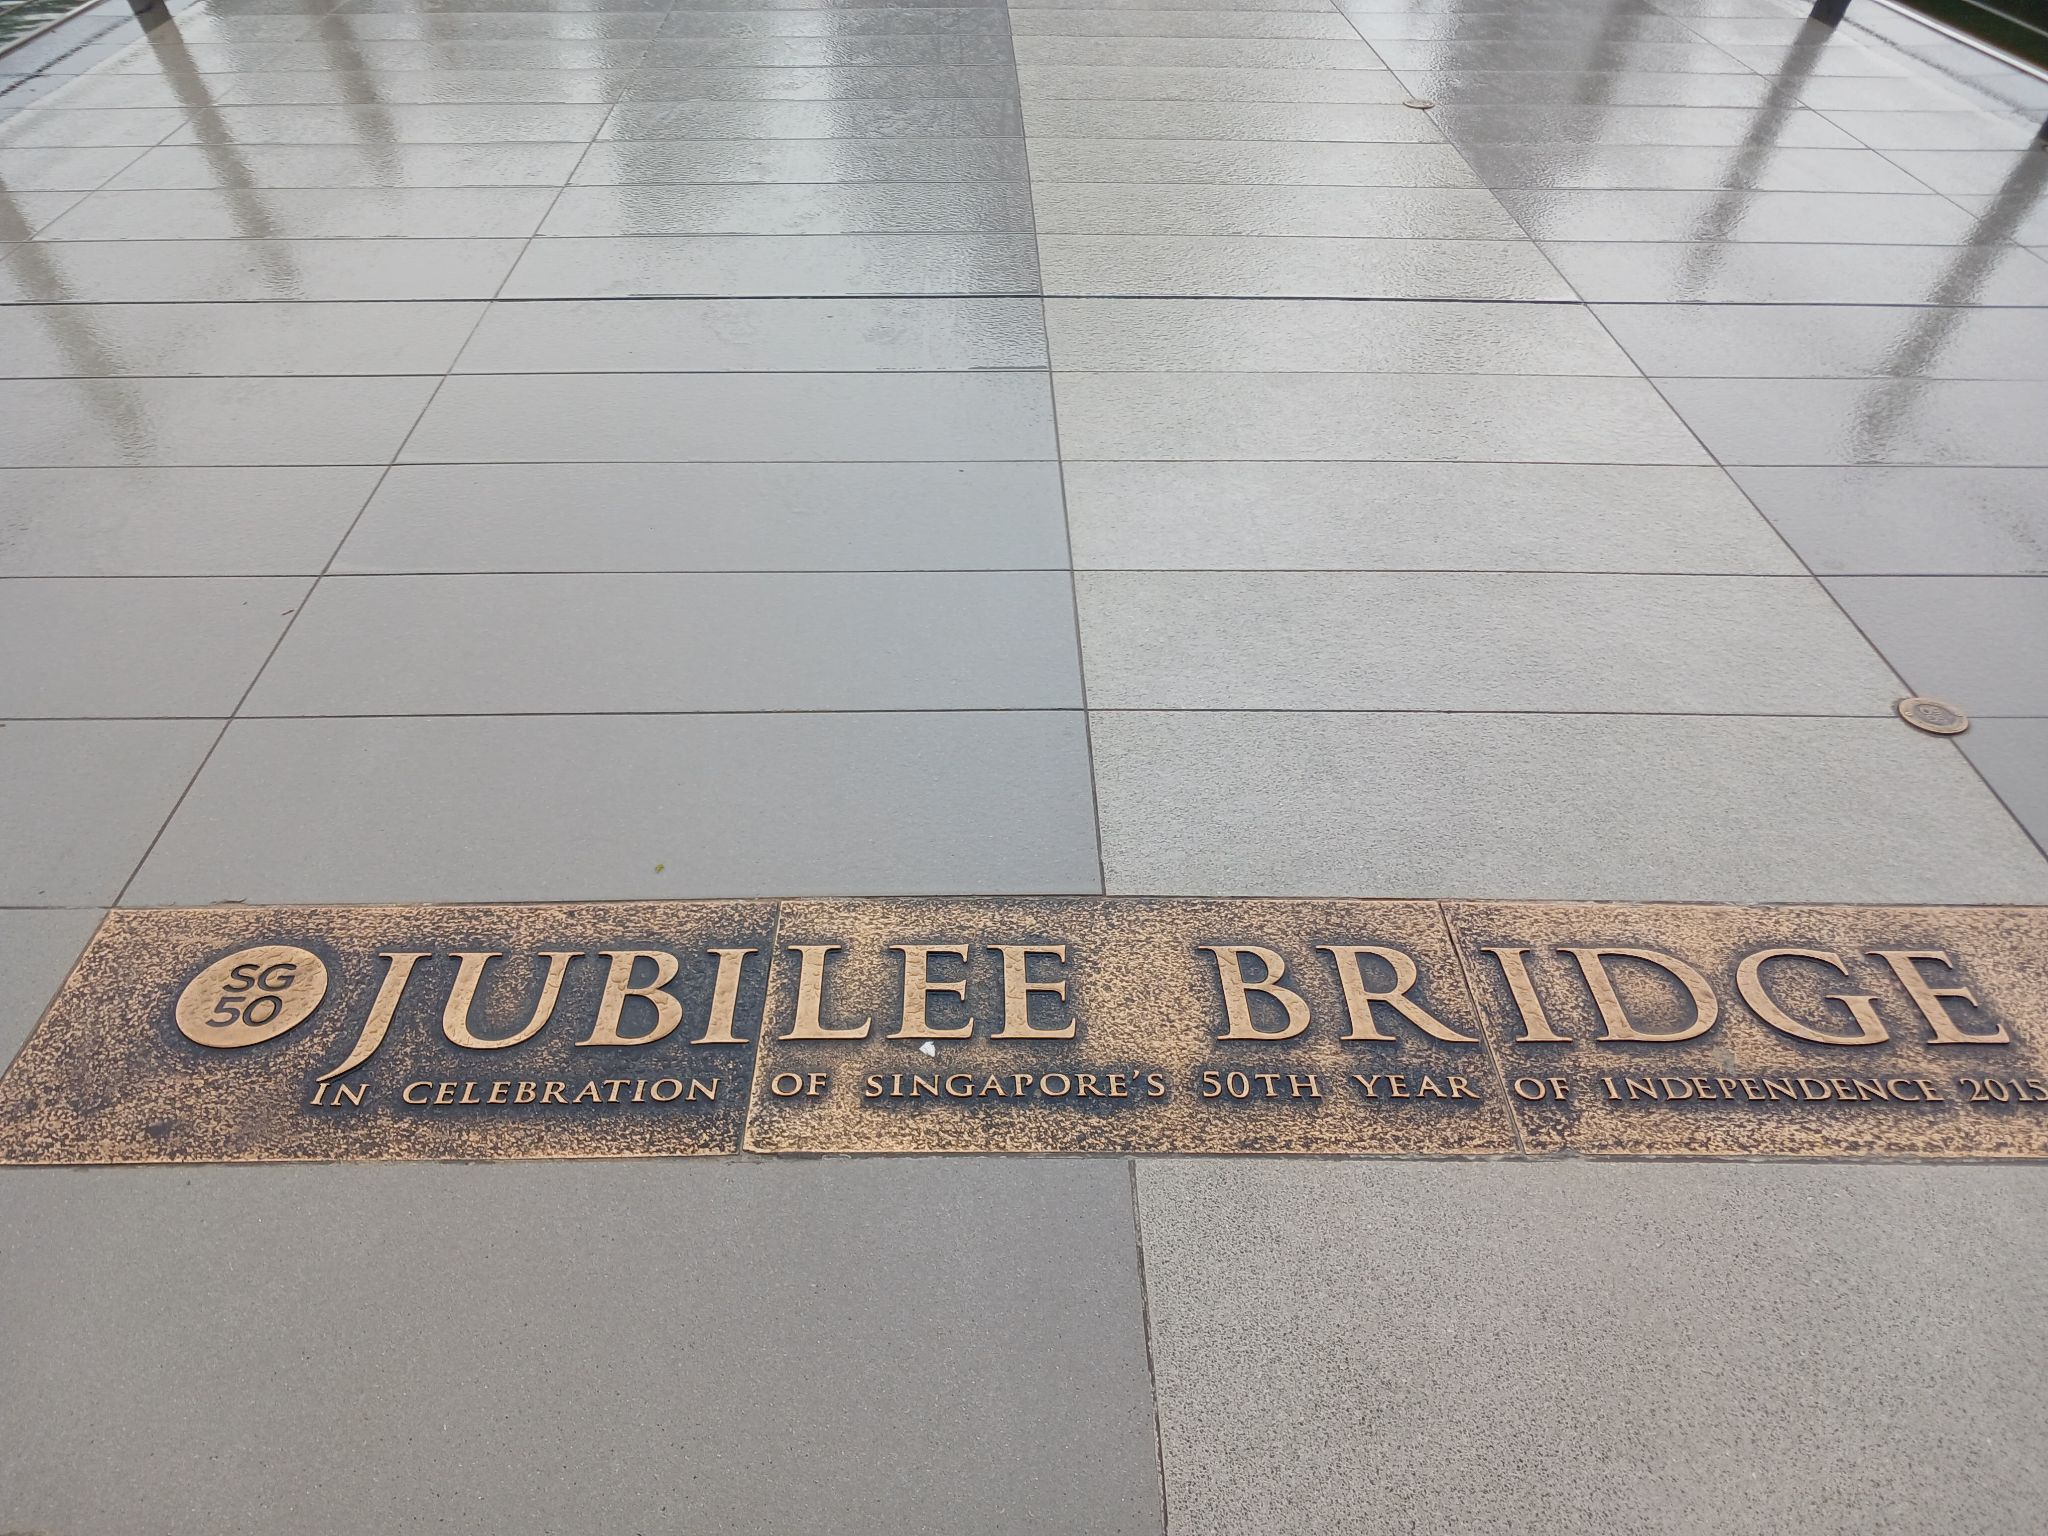 SG
50
JUBILEE BRIDGE
IN CELEBRATION OF SINGAPORE'S 50TH YEAR OF INDEPENDENCE 2015